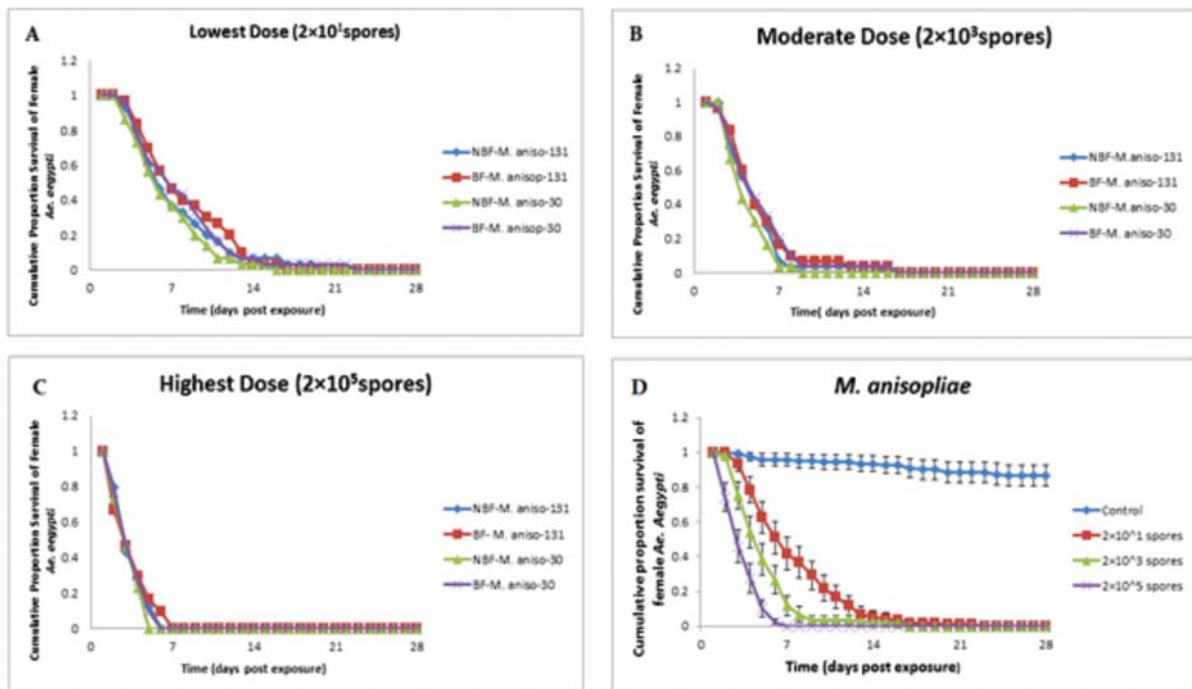 A
Lowest Dose (2×10¹spores)
Cumulative Proportion Survival of Female
Ae. aegypti
1.2
1
0.8
0.6
0.4
0.2
0
0
7
14
21
28
Time (days post exposure)
NBF-M. aniso-131
BF-M. anisop-131
NBF-M. aniso-30
BF-M. anisop-30
B
Moderate Dose (2×10³spores)
Cumulative Proportion Survival of Female
Ae. aegypti
1.2
1
0.8
0.6
0.4
0.2
0
0
7
14
21
28
Time( days post exposure)
NBF-M.aniso-131
BF-M.aniso-131
NBF-M.aniso-30
BF-M.aniso-30
C
Highest Dose (2×10⁵spores)
Cumulative Proportion Survival of Female
Ae. aegypti
1.2
1
0.8
0.6
0.4
0.2
0
0
7
14
21
28
Time (days post exposure)
NBF-M. aniso-131
BF- M. aniso-131
NBF-M. aniso-30
BF-M. aniso-30
D
M. anisopliae
Cumulative proportion survival of
female Ae. Aegypti
1.2
1
0.8
0.6
0.4
0.2
0
0
7
14
21
28
Time (days post exposure)
Control
2×10^1 spores
2×10^3 spores
2×10^5 spores